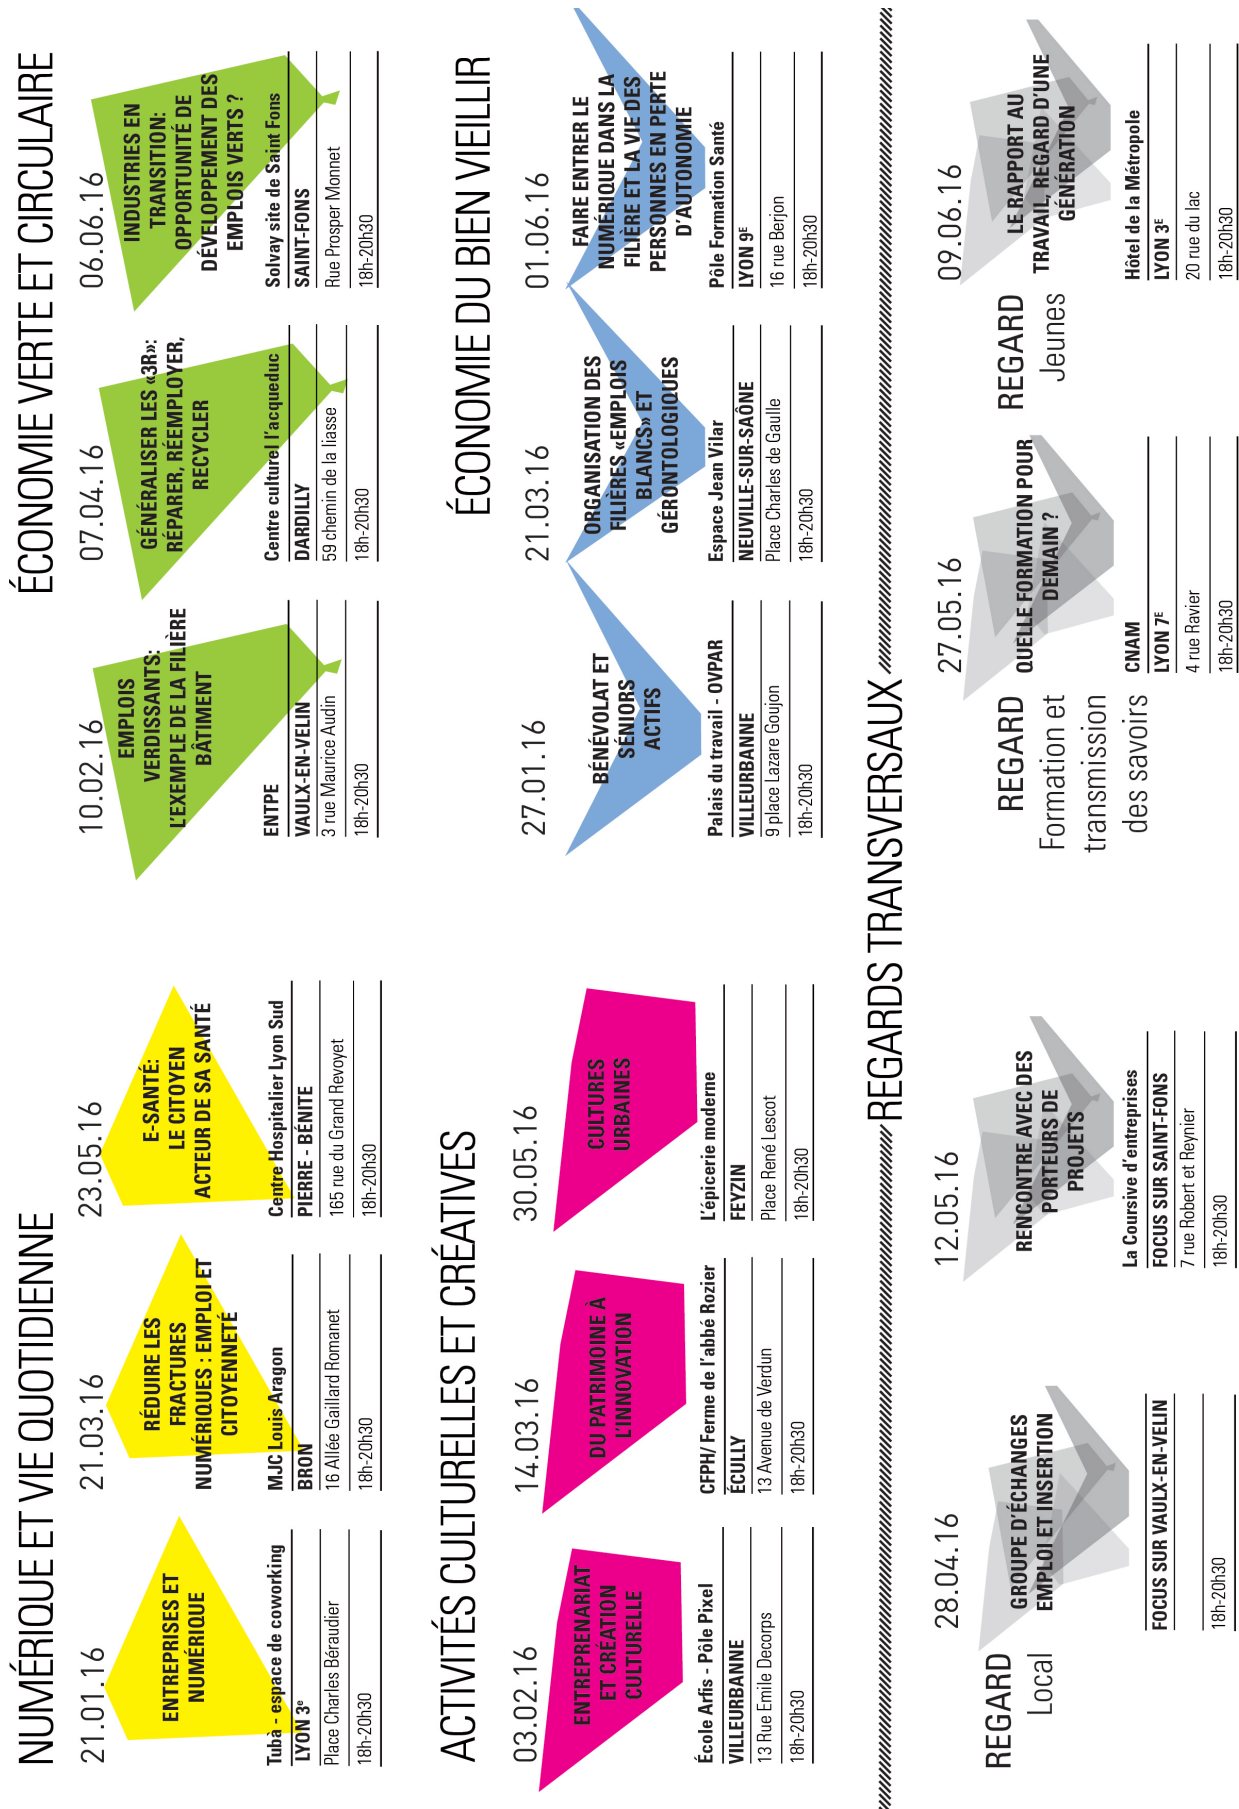 NUMÉRIQUE ET VIE QUOTIDIENNE
21.01.16
ENTREPRISES ET
NUMÉRIQUE
Tubà - espace de coworking
LYON 3e
Place Charles Béraudier
18h-20h30
21.03.16
RÉDUIRE LES
FRACTURES
NUMÉRIQUES : EMPLOI ET
CITOYENNETÉ
MJC Louis Aragon
BRON
16 Allée Gaillard Romanet
18h-20h30
23.05.16
E-SANTÉ:
LE CITOYEN
ACTEUR DE SA SANTÉ
Centre Hospitalier Lyon Sud
PIERRE - BÉNITE
165 rue du Grand Revoyet
18h-20h30
ÉCONOMIE VERTE ET CIRCULAIRE
10.02.16
EMPLOIS
VERDISSANTS:
L'EXEMPLE DE LA FILIÈRE
BÂTIMENT
ENTPE
VAULX-EN-VELIN
3 rue Maurice Audin
18h-20h30
07.04.16
GÉNÉRALISER LES «3R»:
RÉPARER, RÉEMPLOYER,
RECYCLER
Centre culturel l'acqueduc
DARDILLY
59 chemin de la liasse
18h-20h30
06.06.16
INDUSTRIES EN
TRANSITION:
OPPORTUNITÉ DE
DÉVELOPPEMENT DES
EMPLOIS VERTS ?
Solvay site de Saint Fons
SAINT-FONS
Rue Prosper Monnet
18h-20h30
ACTIVITÉS CULTURELLES ET CRÉATIVES
03.02.16
ENTREPRENARIAT
ET CRÉATION
CULTURELLE
École Arfis - Pôle Pixel
VILLEURBANNE
13 Rue Emile Decorps
18h-20h30
14.03.16
DU PATRIMOINE À
L'INNOVATION
CFPH/ Ferme de l'abbé Rozier
ÉCULLY
13 Avenue de Verdun
18h-20h30
30.05.16
CULTURES
URBAINES
L'épicerie moderne
FEYZIN
Place René Lescot
18h-20h30
ÉCONOMIE DU BIEN VIEILLIR
27.01.16
BÉNÉVOLAT ET
SÉNIORS
ACTIFS
Palais du travail - OVPAR
VILLEURBANNE
9 place Lazare Goujon
18h-20h30
21.03.16
ORGANISATION DES
FILIÈRES «EMPLOIS
BLANCS» ET
GÉRONTOLOGIQUES
Espace Jean Vilar
NEUVILLE-SUR-SAÔNE
Place Charles de Gaulle
18h-20h30
01.06.16
FAIRE ENTRER LE
NUMÉRIQUE DANS LA
FILIÈRE ET LA VIE DES
PERSONNES EN PERTE
D'AUTONOMIE
Pôle Formation Santé
LYON 9E
16 rue Berjon
18h-20h30
REGARDS TRANSVERSAUX
REGARD
Local
28.04.16
GROUPE D'ÉCHANGES
EMPLOI ET INSERTION
FOCUS SUR VAULX-EN-VELIN
18h-20h30
12.05.16
RENCONTRE AVEC DES
PORTEURS DE
PROJETS
La Coursive d'entreprises
FOCUS SUR SAINT-FONS
7 rue Robert et Reynier
18h-20h30
REGARD
Formation et
transmission
des savoirs
27.05.16
QUELLE FORMATION POUR
DEMAIN ?
CNAM
LYON 7E
4 rue Ravier
18h-20h30
REGARD
Jeunes
09.06.16
LE RAPPORT AU
TRAVAIL, REGARD D'UNE
GÉNÉRATION
Hôtel de la Métropole
LYON 3E
20 rue du lac
18h-20h30